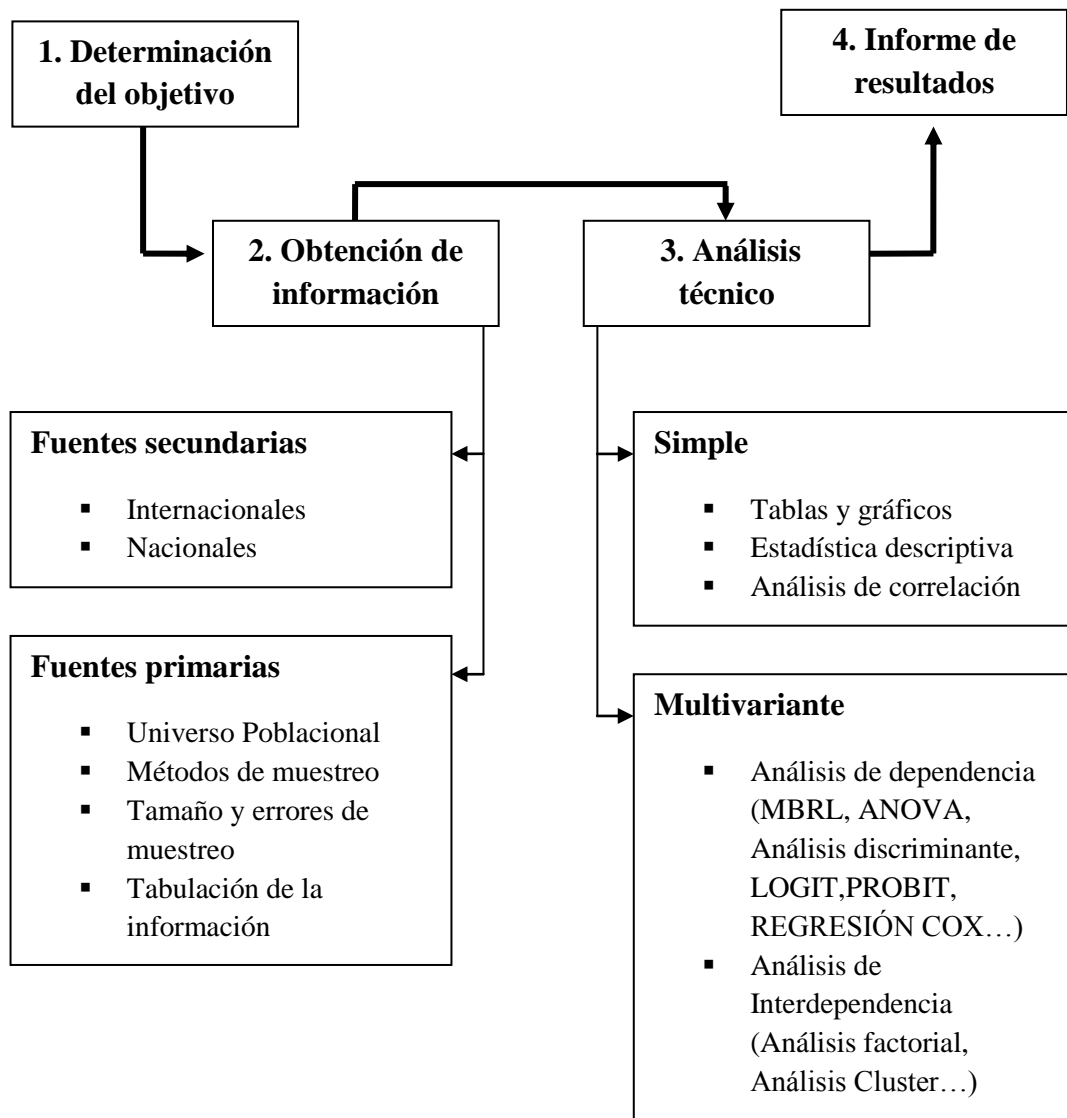 1. Determinación
del objetivo
4. Informe de
resultados
2. Obtención de
información
3. Análisis
técnico
Fuentes secundarias
▪ Internacionales
▪ Nacionales
Fuentes primarias
▪ Universo Poblacional
▪ Métodos de muestreo
▪ Tamaño y errores de
muestreo
▪ Tabulación de la
información
Simple
▪ Tablas y gráficos
▪ Estadística descriptiva
▪ Análisis de correlación
Multivariante
▪ Análisis de dependencia
(MBRL, ANOVA,
Análisis discriminante,
LOGIT,PROBIT,
REGRESIÓN COX…)
▪ Análisis de
Interdependencia
(Análisis factorial,
Análisis Cluster…)